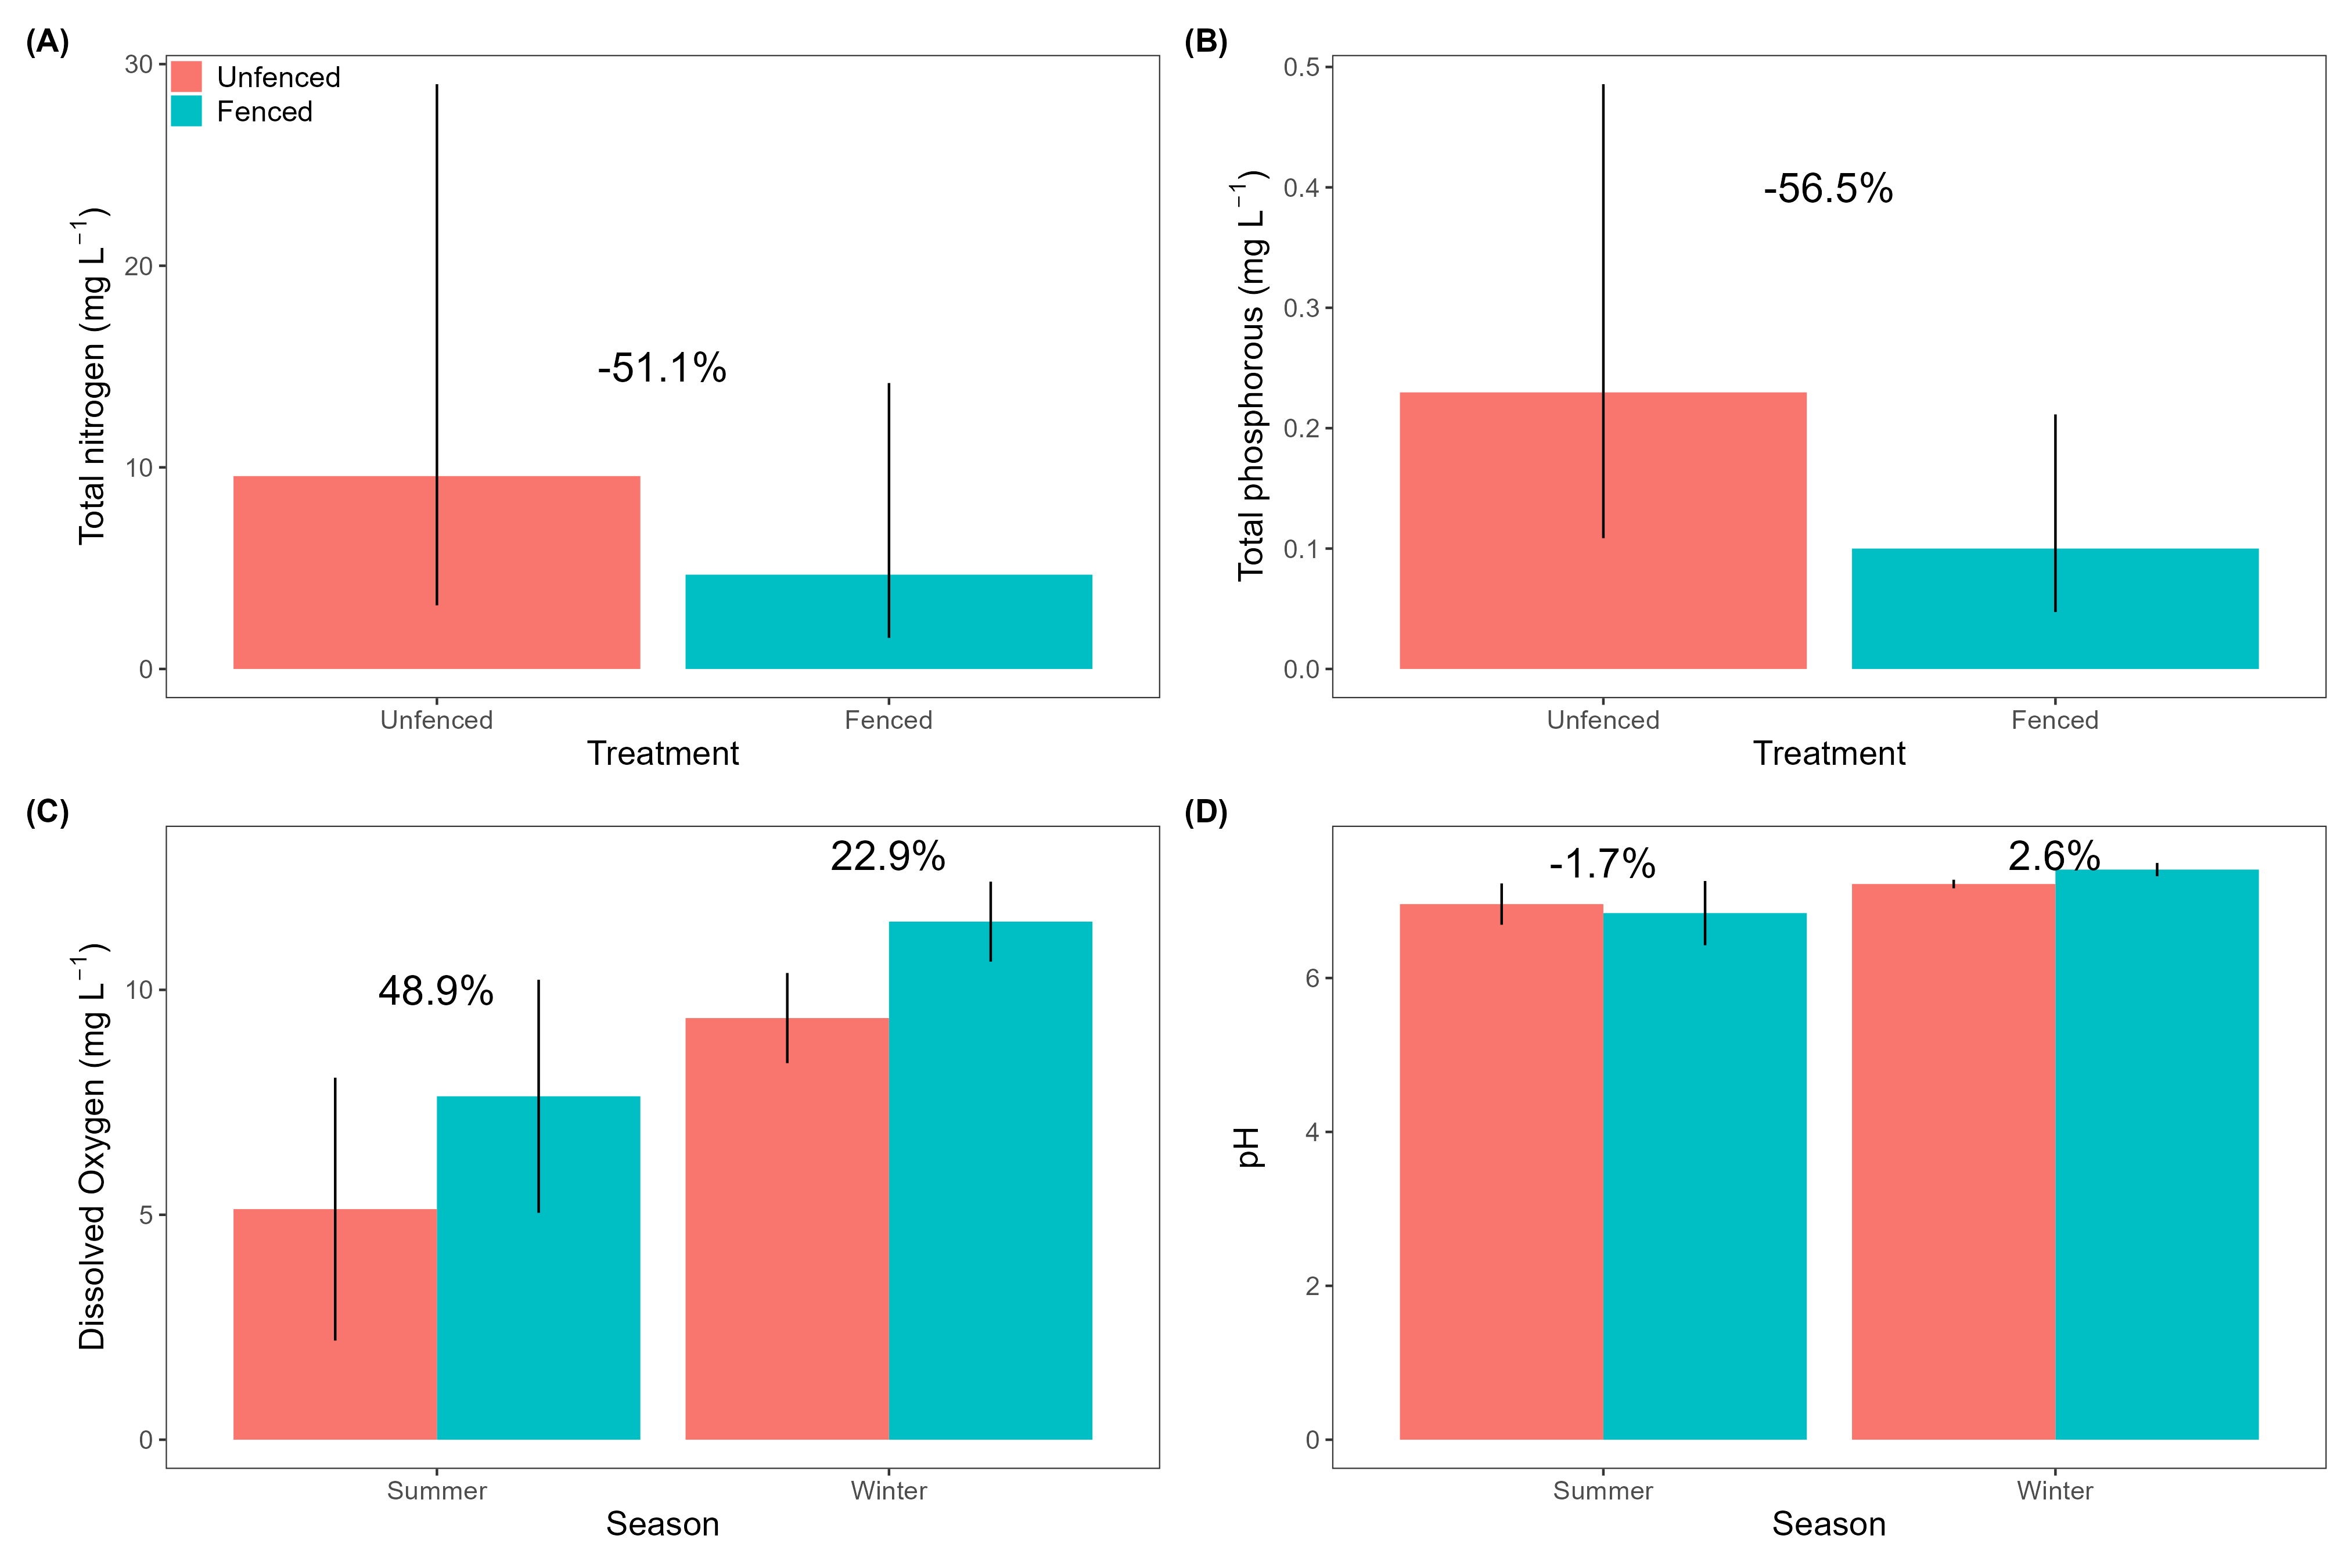 (A)
30
20
10
0
Total nitrogen (mg L⁻¹)
Unfenced
Fenced
-51.1%
Unfenced
Fenced
Treatment
(B)
0.5
0.4
0.3
0.2
0.1
0.0
Total phosphorous (mg L⁻¹)
-56.5%
Unfenced
Fenced
Treatment
(C)
10
5
0
Dissolved Oxygen (mg L⁻¹)
48.9%
22.9%
Summer
Winter
Season
(D)
6
4
2
0
pH
-1.7%
2.6%
Summer
Winter
Season